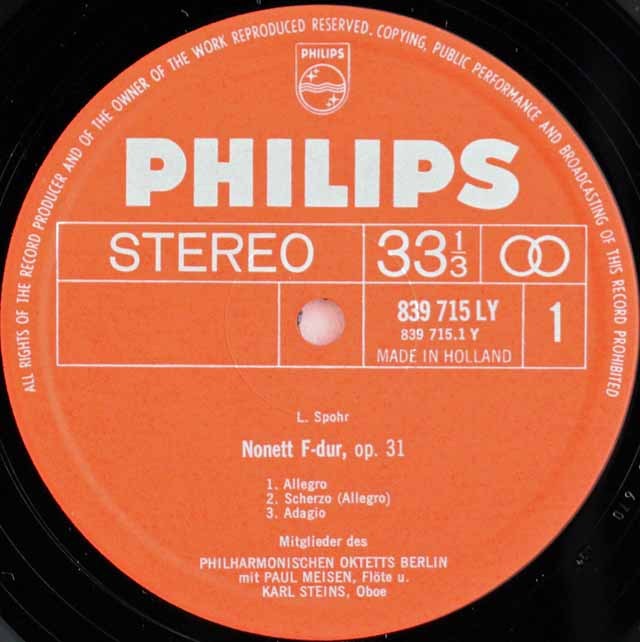 ALL RIGHTS OF THE RECORD PRODUCER AND OF THE OWNER OF THE WORK REPRODUCED RESERVED. COPYING, PUBLIC PERFORMANCE AND BROADCASTING OF THIS RECORD PROHIBITED
PHILIPS
PHILIPS
STEREO
33 1/3
839 715 LY
839 715.1 Y
MADE IN HOLLAND
1
L. Spohr
Nonett F-dur, op. 31
1. Allegro
2. Scherzo (Allegro)
3. Adagio
Mitglieder des
PHILHARMONISCHEN OKTETTS BERLIN
mit PAUL MEISEN, Flöte u.
KARL STEINS, Oboe